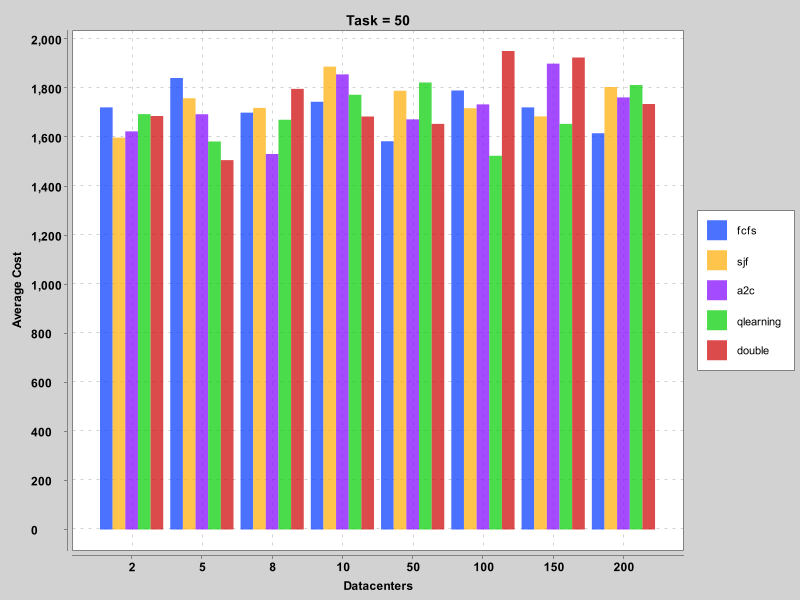 Task = 50
Average Cost
2,000
1,800
1,600
1,400
1,200
1,000
800
600
400
200
0
2 5 8 10 50 100 150 200
Datacenters
fcfs
sjf
a2c
qlearning
double